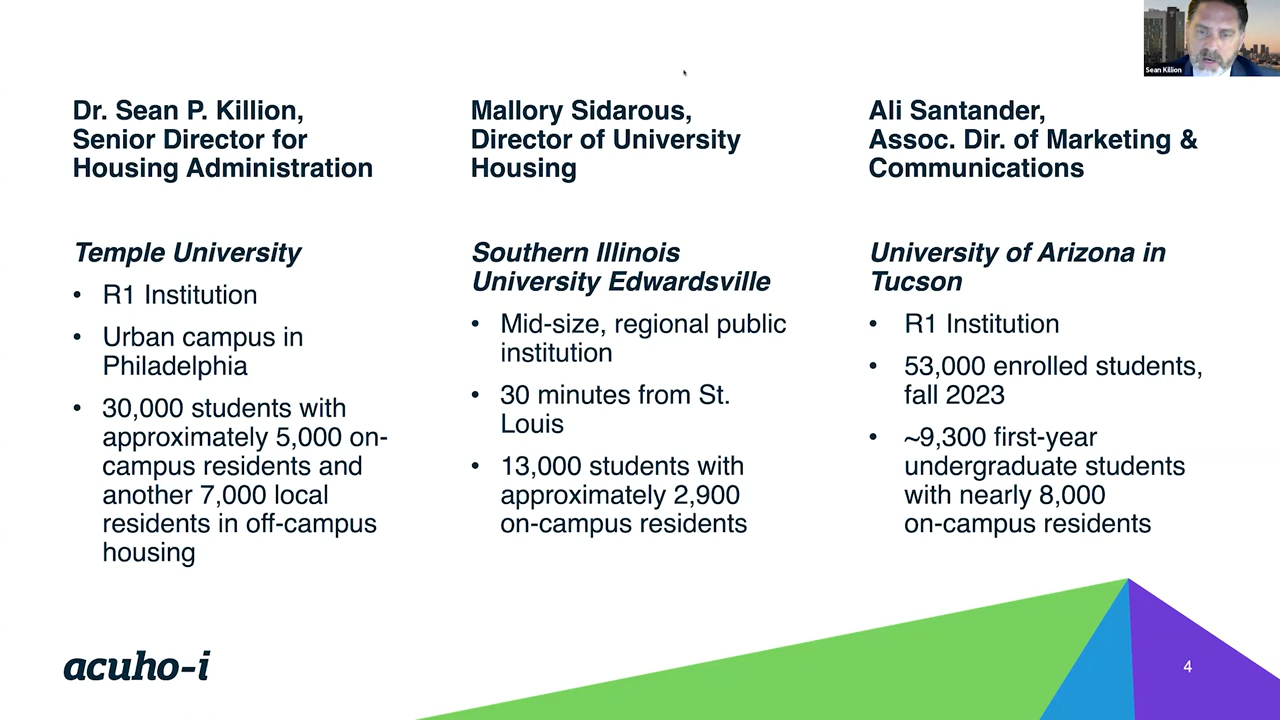 Sean Killion
Dr. Sean P. Killion,
Senior Director for
Housing Administration
Temple University
• R1 Institution
• Urban campus in
Philadelphia
• 30,000 students with
approximately 5,000 on-
campus residents and
another 7,000 local
residents in off-campus
housing
Mallory Sidarous,
Director of University
Housing
Southern Illinois
University Edwardsville
• Mid-size, regional public
institution
• 30 minutes from St.
Louis
• 13,000 students with
approximately 2,900
on-campus residents
Ali Santander,
Assoc. Dir. of Marketing &
Communications
University of Arizona in
Tucson
• R1 Institution
• 53,000 enrolled students,
fall 2023
• ~9,300 first-year
undergraduate students
with nearly 8,000
on-campus residents
acuho-i
4